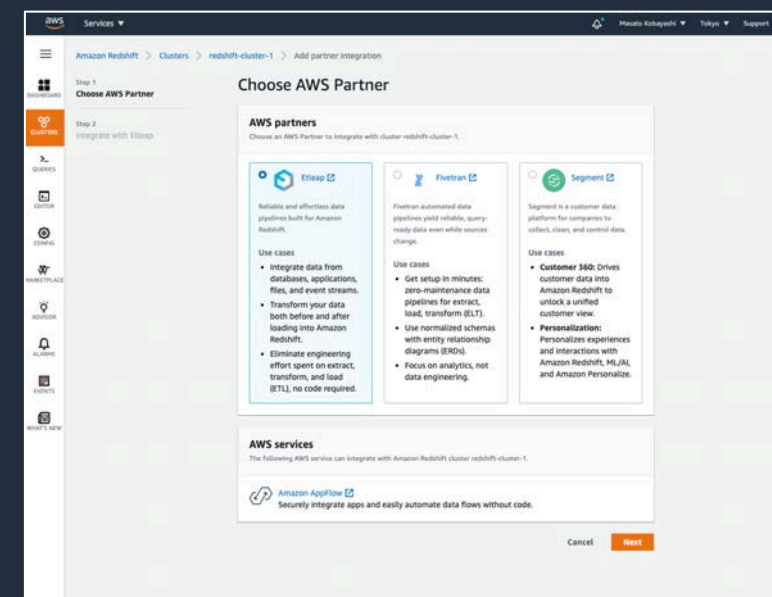 aws
Services ▼
Masato Kobayashi ▼
Tokyo ▼
Support
Amazon Redshift > Clusters > redshift-cluster-1 > Add partner integration
DASHBOARD
CLUSTERS
QUERIES
EDITOR
CONFIG
MARKETPLACE
ADVISOR
ALARMS
EVENTS
WHAT'S NEW
Step 1
Choose AWS Partner
Step 2
Integrate with Etleap
Choose AWS Partner
AWS partners
Choose an AWS Partner to integrate with cluster redshift-cluster-1.
Etleap
Reliable and effortless data
pipelines built for Amazon
Redshift.
Use cases
• Integrate data from
databases, applications,
files, and event streams.
• Transform your data
both before and after
loading into Amazon
Redshift.
• Eliminate engineering
effort spent on extract,
transform, and load
(ETL), no code required.
Fivetran
Fivetran automated data
pipelines yield reliable, query-
ready data even while sources
change.
Use cases
• Get setup in minutes:
zero-maintenance data
pipelines for extract,
load, transform (ELT).
• Use normalized schemas
with entity relationship
diagrams (ERDs).
• Focus on analytics, not
data engineering.
Segment
Segment is a customer data
platform for companies to
collect, clean, and control data.
Use cases
• Customer 360: Drives
customer data into
Amazon Redshift to
unlock a unified
customer view.
• Personalization:
Personalizes experiences
and interactions with
Amazon Redshift, ML/AI,
and Amazon Personalize.
AWS services
The following AWS service can integrate with Amazon Redshift cluster redshift-cluster-1.
Amazon AppFlow
Securely integrate apps and easily automate data flows without code.
Cancel
Next